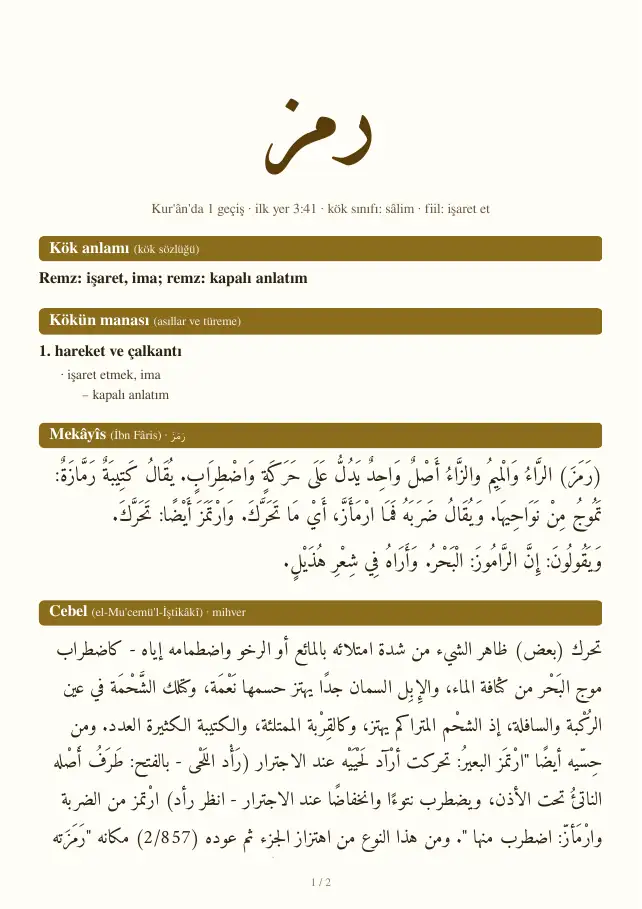 رمز
Kur'ân'da 1 geçiş · ilk yer 3:41 · kök sınıfı: sâlim · fiil: işaret et
Kök anlamı (kök sözlüğü)
Remz: işaret, ima; remz: kapalı anlatım
Kökün manası (asıllar ve türeme)
1. hareket ve çalkantı
· işaret etmek, ima
– kapalı anlatım
Mekâyîs (İbn Fâris) · رَمَزَ
(رَمَزَ) الرَّاءُ وَالْمِيمُ وَالزَّاءُ أَصْلٌ وَاحِدٌ يَدُلُّ عَلَى حَرَكَةٍ وَاضْطِرَابٍ. يُقَالُ كَتِيبَةٌ رَمَّازَةٌ:
تَمُوجُ مِنْ نَوَاحِيهَا. وَيُقَالُ ضَرَبَهُ فَمَا ارْمَأَزَّ، أَيْ مَا تَحَرَّكَ. وَارْتَمَزَ أَيْضًا: تَحَرَّكَ.
وَيَقُولُونَ: إِنَّ الرَّامُوزَ: الْبَحْرُ. وَأَرَاهُ فِي شِعْرِ هُذَيْلٍ.
Cebel (el-Mu'cemü'l-İştikâkî) · mihver
تحرك (بعض) ظاهر الشيء من شدة امتلائه بالمائع أو الرخو واضطمامه إياه - كاضطراب
موج البَحْر من كثافة الماء، والإبِل السمان جدًا يهتز جسمها نَعْمَة، وكتلك الشَّحْمَة في عين
الرُكْبة والسافلة، إذ الشحْم المتراكم يهتز، وكالقِرْبة الممتلئة، والكتيبة الكثيرة العدد. ومن
حِسّيه أيضًا "ارْتمَز البعيرُ: تحركت أرْآد لَحْيَيْه عند الاجترار (رَأْد اللَحْى - بالفتح: طَرَفُ أَصْله
الناتئُ تحت الأذن، ويضطرب نتوءًا وانخفاضًا عند الاجترار - انظر رأد) ارْتمز من الضربة
وارْمَأزّ: اضطرب منها ". ومن هذا النوع من اهتزاز الجزء ثم عوده (2/857) مكانه "رَمَزَته
1 / 2